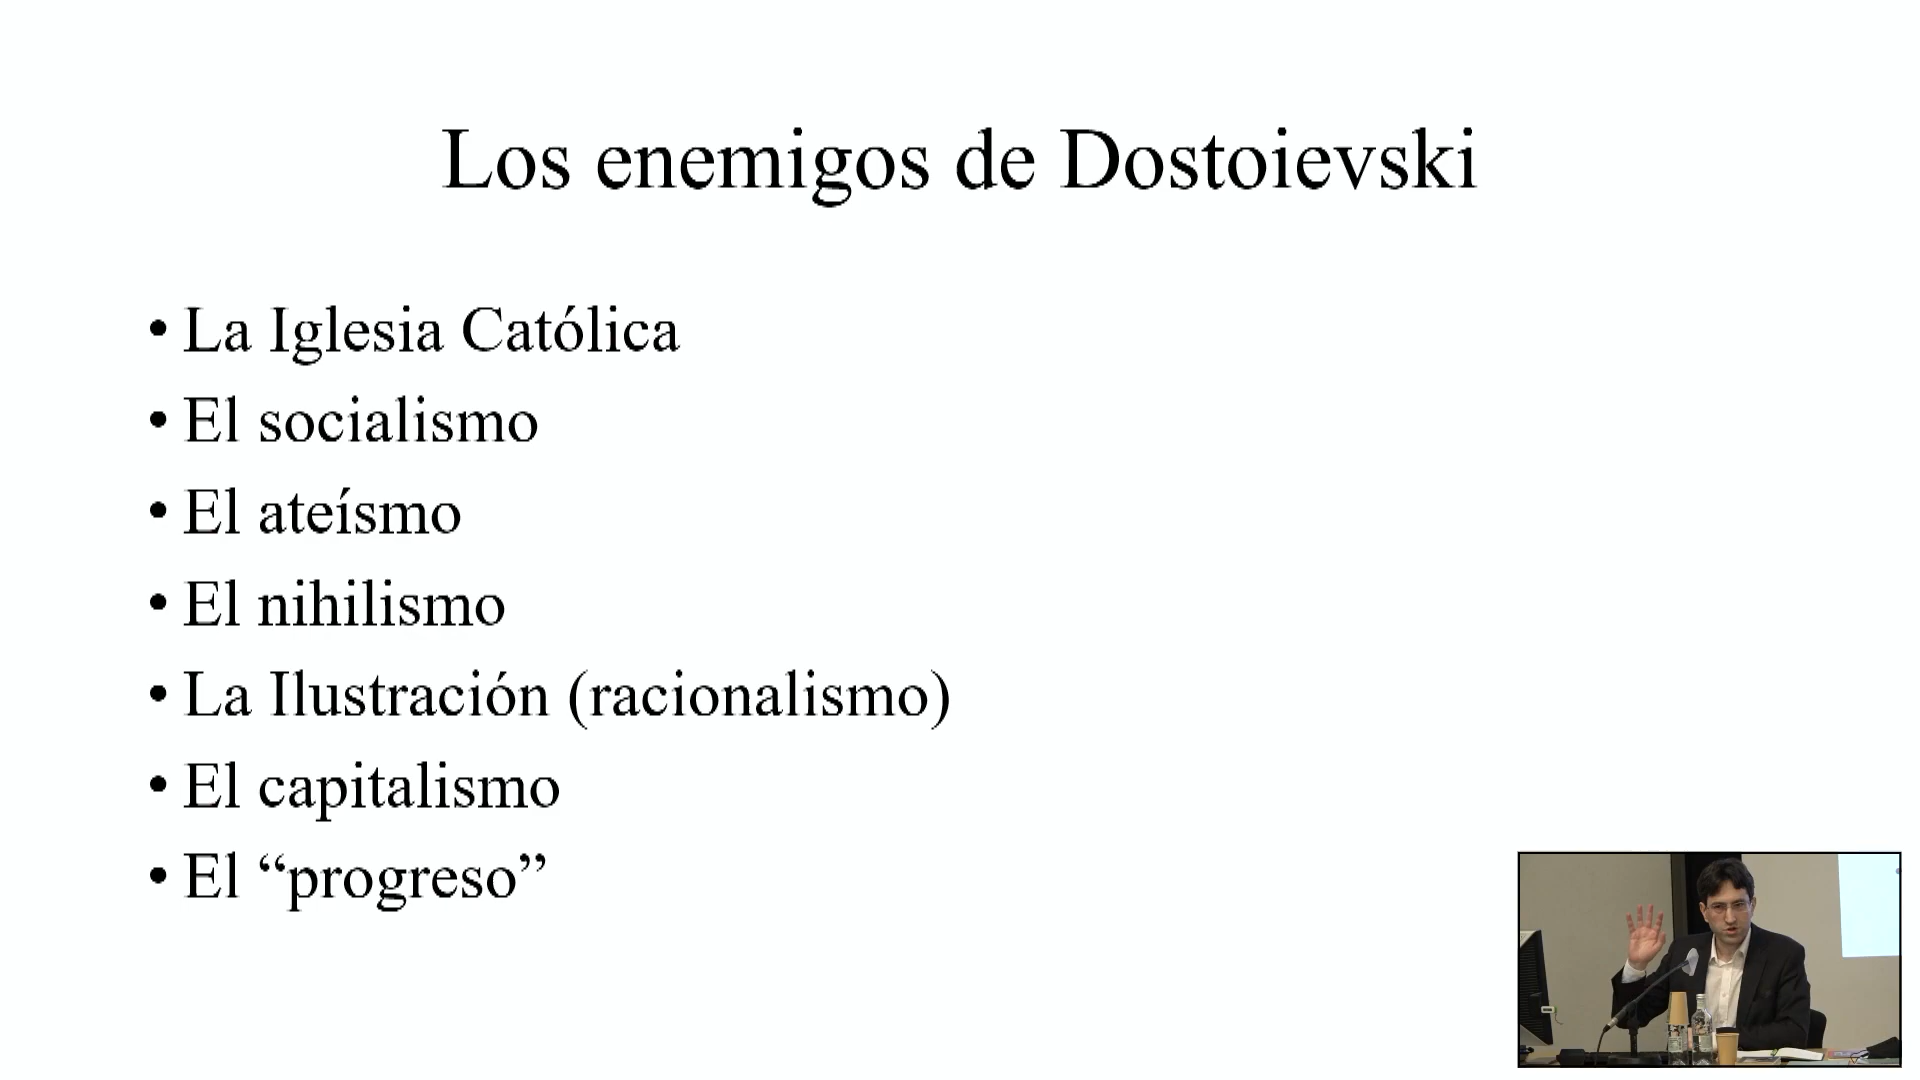 Los enemigos de Dostoievski
• La Iglesia Católica
• El socialismo
• El ateísmo
• El nihilismo
• La Ilustración (racionalismo)
• El capitalismo
• El “progreso”